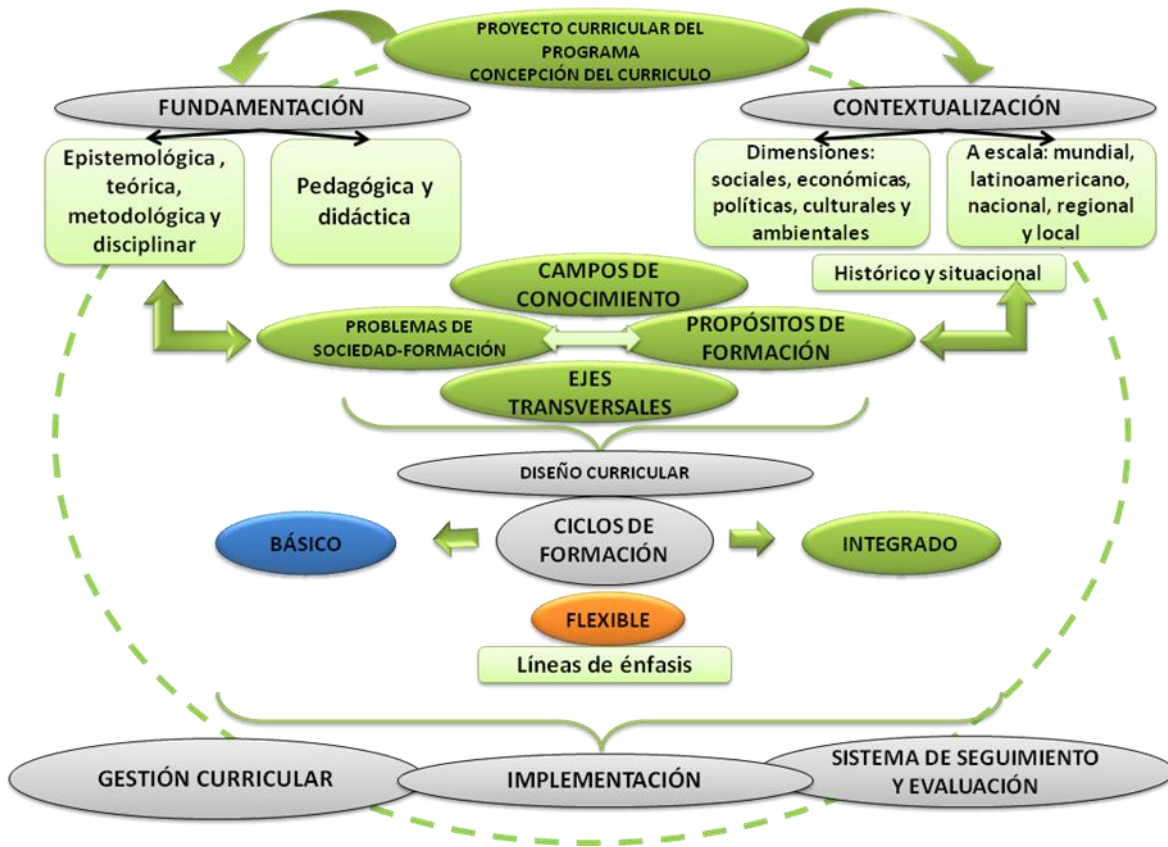 PROYECTO CURRICULAR DEL
PROGRAMA
CONCEPCIÓN DEL CURRICULO
FUNDAMENTACIÓN
CONTEXTUALIZACIÓN
Epistemológica ,
teórica,
metodológica y
disciplinar
Pedagógica y
didáctica
Dimensiones:
sociales, económicas,
políticas, culturales y
ambientales
A escala: mundial,
latinoamericano,
nacional, regional
y local
Histórico y situacional
CAMPOS DE
CONOCIMIENTO
PROBLEMAS DE
SOCIEDAD-FORMACIÓN
PROPÓSITOS DE
FORMACIÓN
EJES
TRANSVERSALES
DISEÑO CURRICULAR
CICLOS DE
FORMACIÓN
BÁSICO
INTEGRADO
FLEXIBLE
Líneas de énfasis
GESTIÓN CURRICULAR
IMPLEMENTACIÓN
SISTEMA DE SEGUIMIENTO
Y EVALUACIÓN